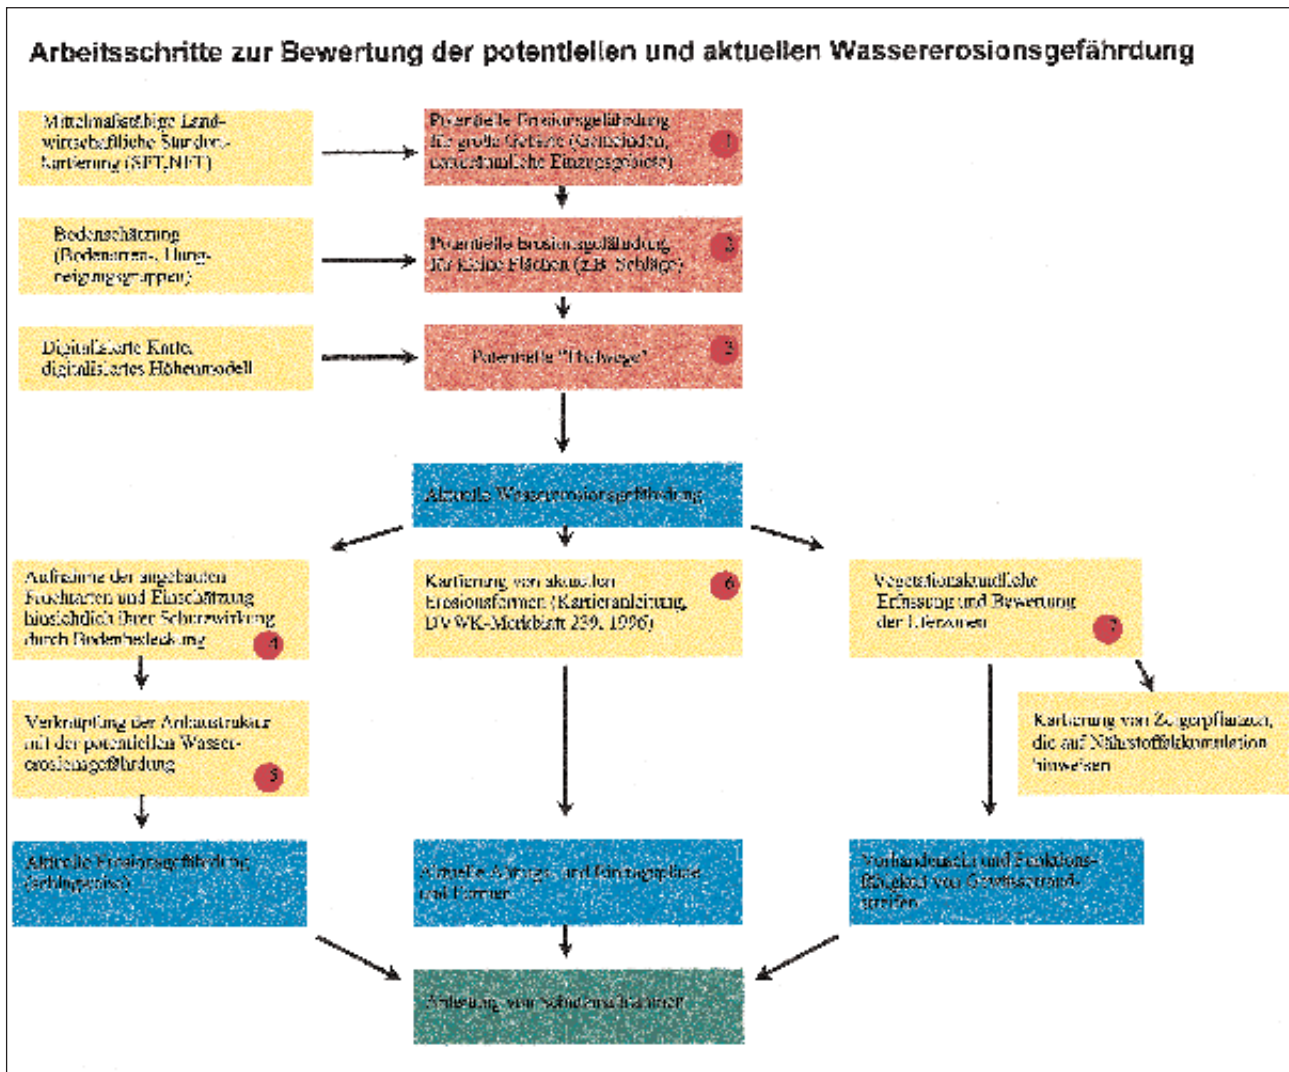 Arbeitsschritte zur Bewertung der potentiellen und aktuellen Wassererosionsgefährdung
Mittelmaßstäbige Land-
wirtschaftliche Standort-
kartierung (SFT,NFT)
Potentielle Erosionsgefährdung
für große Gebiete (Gemeinden,
naturräumliche Einzugsgebiete)
1
Bodenschätzung
(Bodenarten-, Hang-
neigungsgruppen)
Potentielle Erosionsgefährdung
für kleine Flächen (z.B. Schläge)
2
Digitalisierte Karte,
digitalisiertes Höhenmodell
Potentielle "Thalwege"
Aktuelle Wassererosionsgefährdung
Aufnahme der angebauten
Fruchtarten und Einschätzung
hinsichtlich ihrer Schutzwirkung
durch Bodenbedeckung
4
Kartierung von aktuellen
Erosionsformen (Kartieranleitung,
DVWK-Merkblatt 239, 1996)
6
Vegetationskundliche
Erfassung und Bewertung
der Uferzonen
7
Verknüpfung der Anbaustruktur
mit der potentiellen Wasser-
erosionsgefährdung
5
Kartierung von Zeigerpflanzen,
die auf Nährstoffakkumulation
hinweisen
Aktuelle Erosionsgefährdung
(schlagweise)
Aktuelle Abtrags- und Eintragspfade
und Formen
Vorhandensein und Funktions-
fähigkeit von Gewässerrand-
streifen
Ableitung von Schutzmaßnahmen